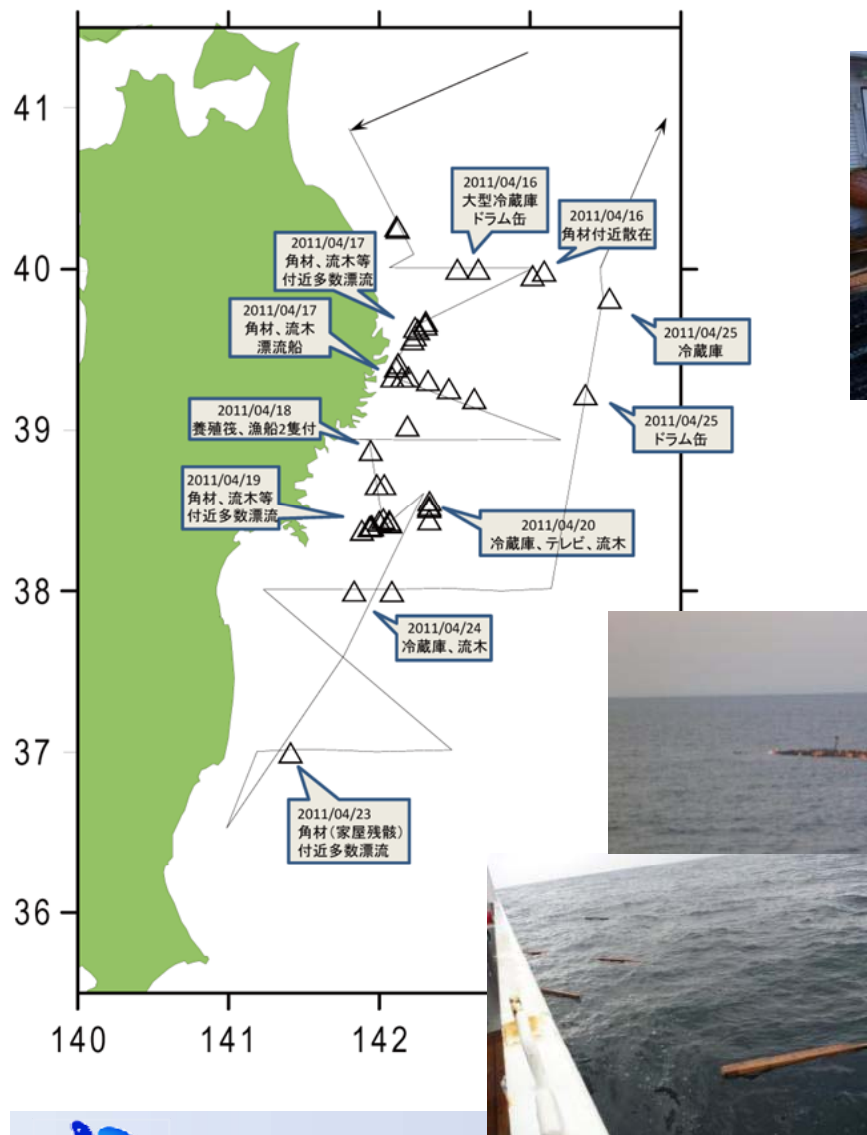 41
40
39
38
37
36
140
141
142
2011/04/16
大型冷蔵庫
ドラム缶
2011/04/16
角材付近散在
2011/04/17
角材、流木等
付近多数漂流
2011/04/17
角材、流木
漂流船
2011/04/25
冷蔵庫
2011/04/18
養殖筏、漁船2隻付
2011/04/25
ドラム缶
2011/04/19
角材、流木等
付近多数漂流
2011/04/20
冷蔵庫、テレビ、流木
2011/04/24
冷蔵庫、流木
2011/04/23
角材（家屋残骸）
付近多数漂流